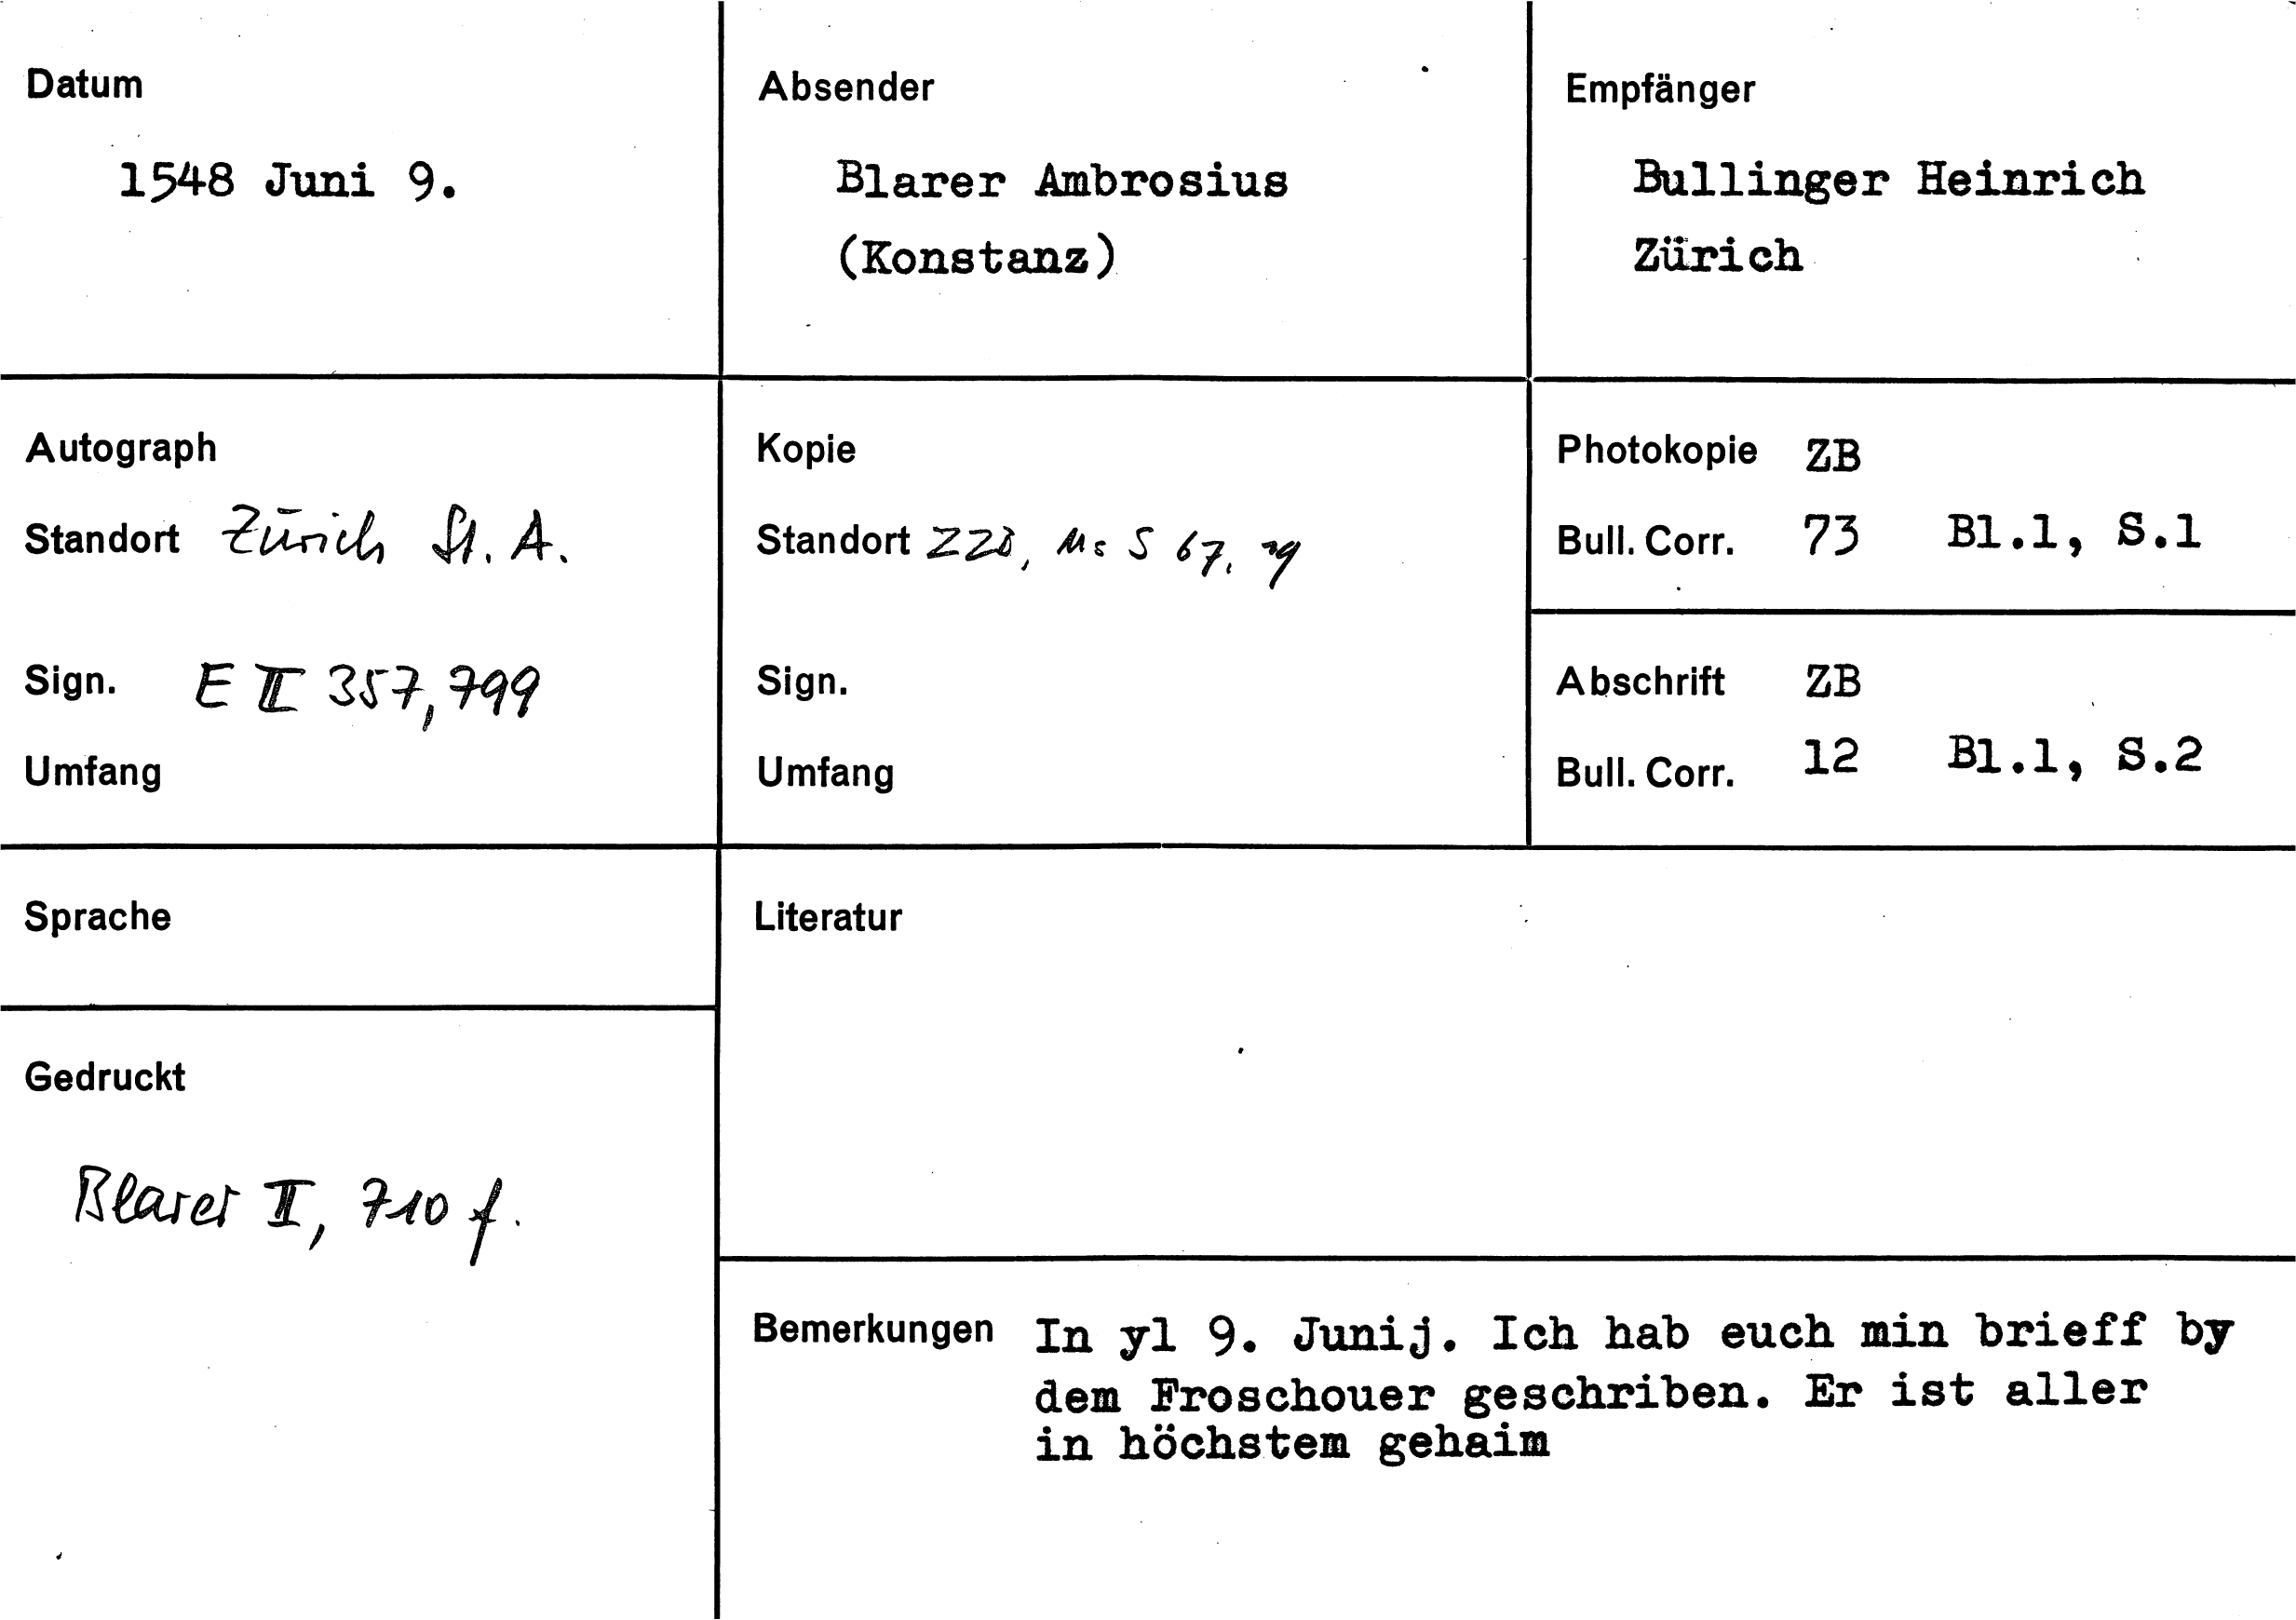 Datum
1548 Juni 9.
Absender
Blarer Ambrosius
(Konstanz)
Empfänger
Bullinger Heinrich
Zürich
Autograph
Standort Zürich St. A.
Sign. E II 357,799
Umfang
Kopie
Standort ZZB, Ms S 67,
Sign.
Umfang
Photokopie ZB
Bull. Corr. 73 Bl.1, S.1
Abschrift ZB
Bull. Corr. 12 Bl.1, S.2
Sprache
Gedruckt
Blarer II, 710 f.
Literatur
Bemerkungen In yl 9. Junij. Ich hab euch min brieff by
dem Froschouer geschriben. Er ist aller
in höchstem gehaim